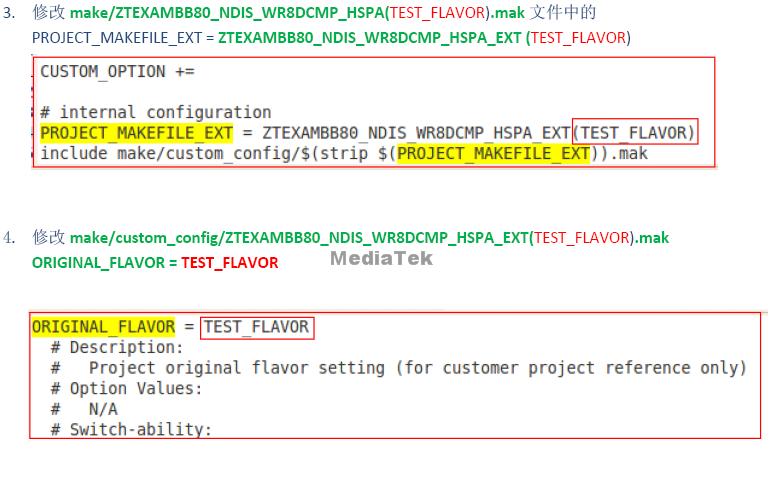 3. 修改 make/ZTEXAMBB80_NDIS_WR8DCMP_HSPA(TEST_FLAVOR).mak 文件中的
PROJECT_MAKEFILE_EXT = ZTEXAMBB80_NDIS_WR8DCMP_HSPA_EXT (TEST_FLAVOR)
CUSTOM_OPTION +=
# internal configuration
PROJECT_MAKEFILE_EXT = ZTEXAMBB80_NDIS_WR8DCMP_HSPA_EXT(TEST_FLAVOR)
include make/custom_config/$(strip $(PROJECT_MAKEFILE_EXT)).mak
4. 修改 make/custom_config/ZTEXAMBB80_NDIS_WR8DCMP_HSPA_EXT(TEST_FLAVOR).mak
ORIGINAL_FLAVOR = TEST_FLAVOR
MediaTek
ORIGINAL_FLAVOR = TEST_FLAVOR
# Description:
#   Project original flavor setting (for customer project reference only)
# Option Values:
#   N/A
# Switch-ability: